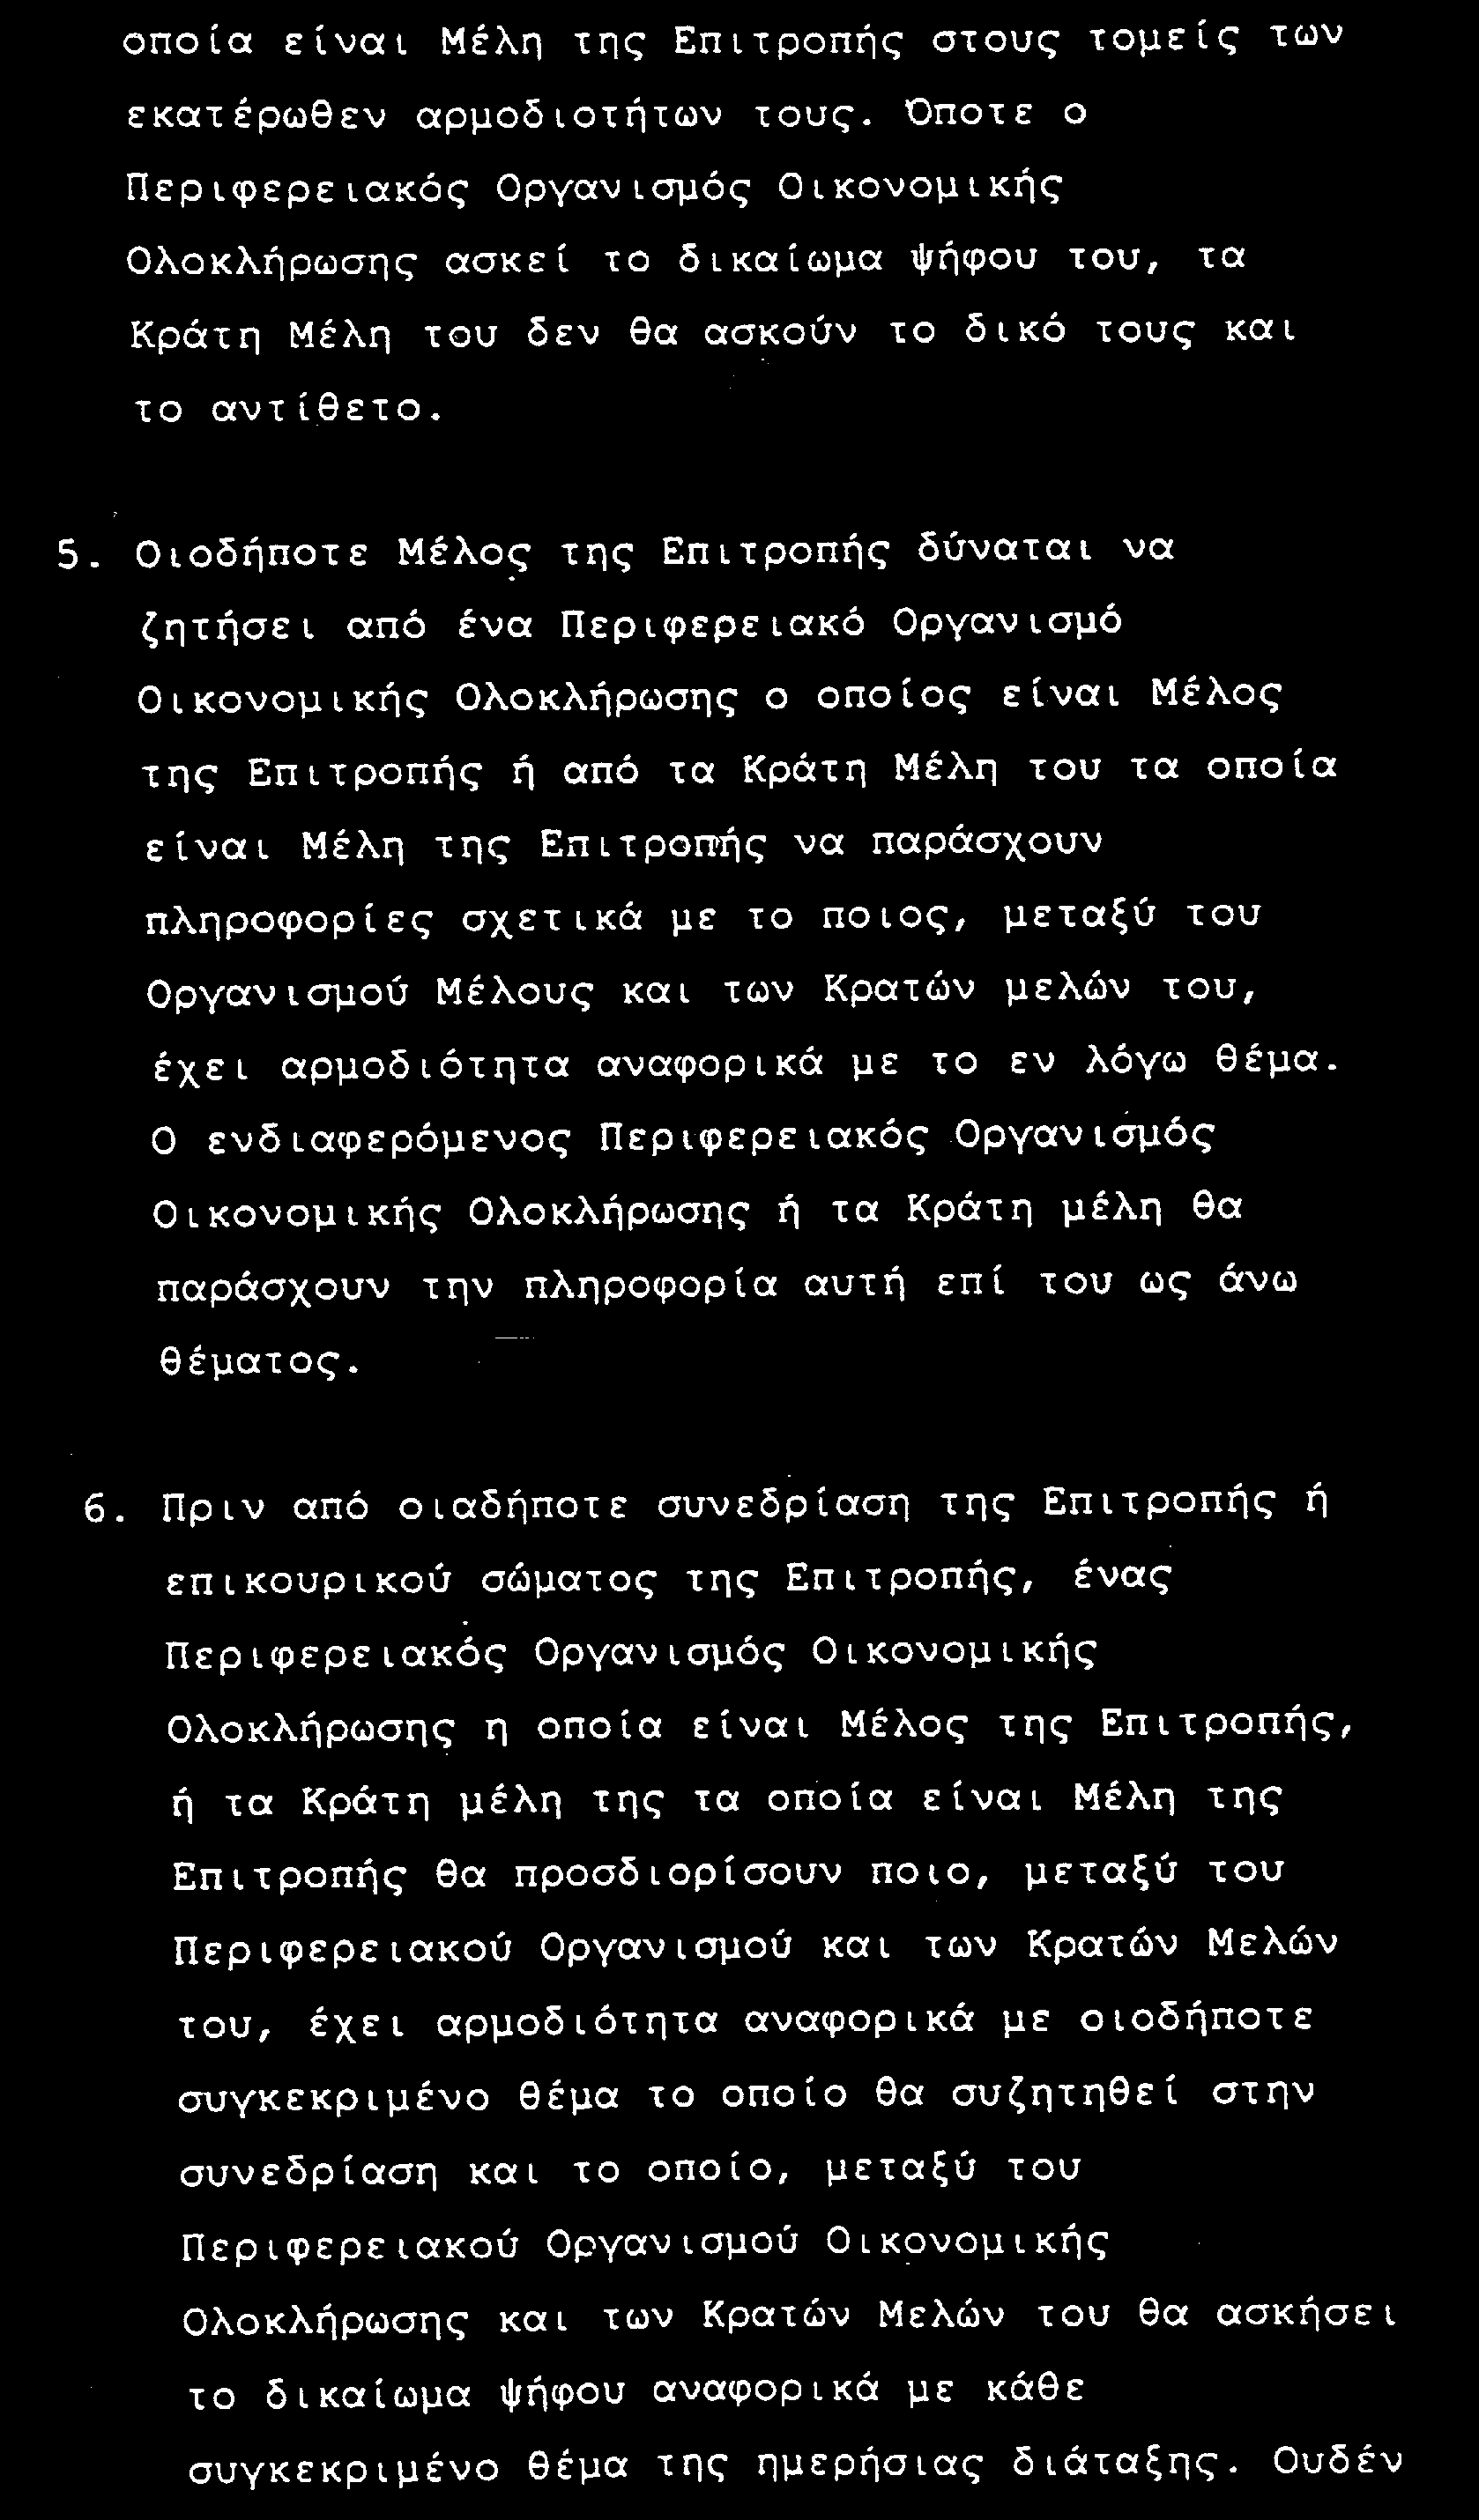 οποία είναι Μέλη της Επιτροπής στους τομείς των
εκατέρωθεν αρμοδιοτήτων τους. Όποτε ο
Περιφερειακός Οργανισμός Οικονομικής
Ολοκλήρωσης ασκεί το δικαίωμα ψήφου του, τα
Κράτη Μέλη του δεν θα ασκούν το δικό τους και
το αντίθετο.
5. Οιοδήποτε Μέλος της Επιτροπής δύναται να
ζητήσει από ένα Περιφερειακό Οργανισμό
Οικονομικής Ολοκλήρωσης ο οποίος είναι Μέλος
της Επιτροπής ή από τα Κράτη Μέλη του τα οποία
είναι Μέλη της Επιτροπής να παράσχουν
πληροφορίες σχετικά με το ποιος, μεταξύ του
Οργανισμού Μέλους και των Κρατών μελών του,
έχει αρμοδιότητα αναφορικά με το εν λόγω θέμα.
Ο ενδιαφερόμενος Περιφερειακός Οργανισμός
Οικονομικής Ολοκλήρωσης ή τα Κράτη μέλη θα
παράσχουν την πληροφορία αυτή επί του ως άνω
θέματος.
6. Πριν από οιαδήποτε συνεδρίαση της Επιτροπής ή
επικουρικού σώματος της Επιτροπής, ένας
Περιφερειακός Οργανισμός Οικονομικής
Ολοκλήρωσης η οποία είναι Μέλος της Επιτροπής,
ή τα Κράτη μέλη της τα οποία είναι Μέλη της
Επιτροπής θα προσδιορίσουν ποιο, μεταξύ του
Περιφερειακού Οργανισμού και των Κρατών Μελών
του, έχει αρμοδιότητα αναφορικά με οιοδήποτε
συγκεκριμένο θέμα το οποίο θα συζητηθεί στην
συνεδρίαση και το οποίο, μεταξύ του
Περιφερειακού Οργανισμού Οικονομικής
Ολοκλήρωσης και των Κρατών Μελών του θα ασκήσει
το δικαίωμα ψήφου αναφορικά με κάθε
συγκεκριμένο θέμα της ημερήσιας διάταξης. Ουδέν